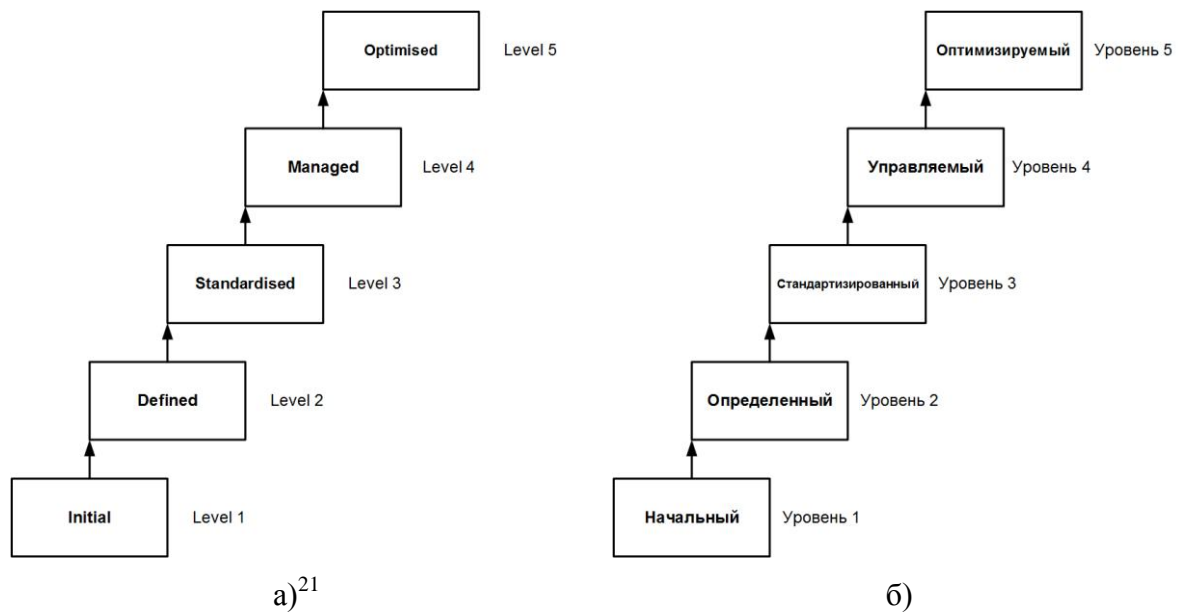 Optimised Level 5
Managed Level 4
Standardised Level 3
Defined Level 2
Initial Level 1
а)21
Оптимизируемый Уровень 5
Управляемый Уровень 4
Стандартизированный Уровень 3
Определенный Уровень 2
Начальный Уровень 1
б)